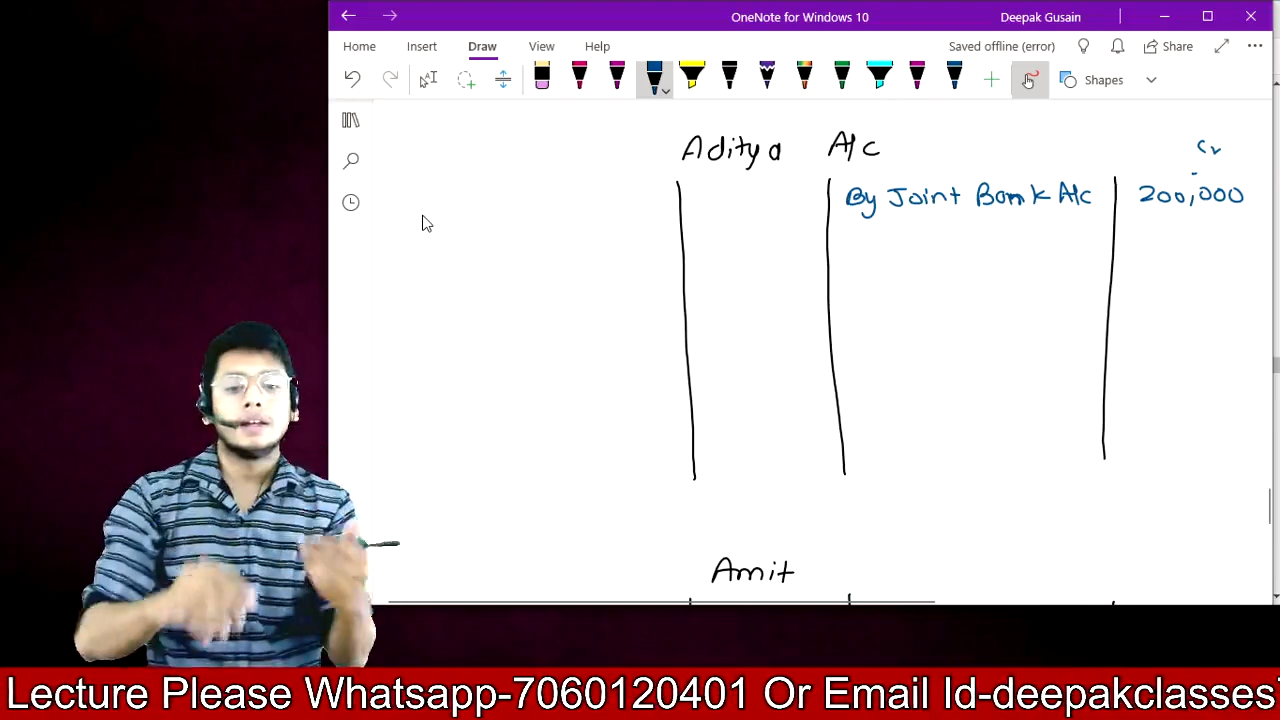 OneNote for Windows 10
Deepak Gusain
Home Insert Draw View Help
Saved offline (error)
Share
Shapes
Aditya A/c
Cr
By Joint Bank A/c 200,000
Amit
Lecture Please Whatsapp-7060120401 Or Email Id-deepakclasses